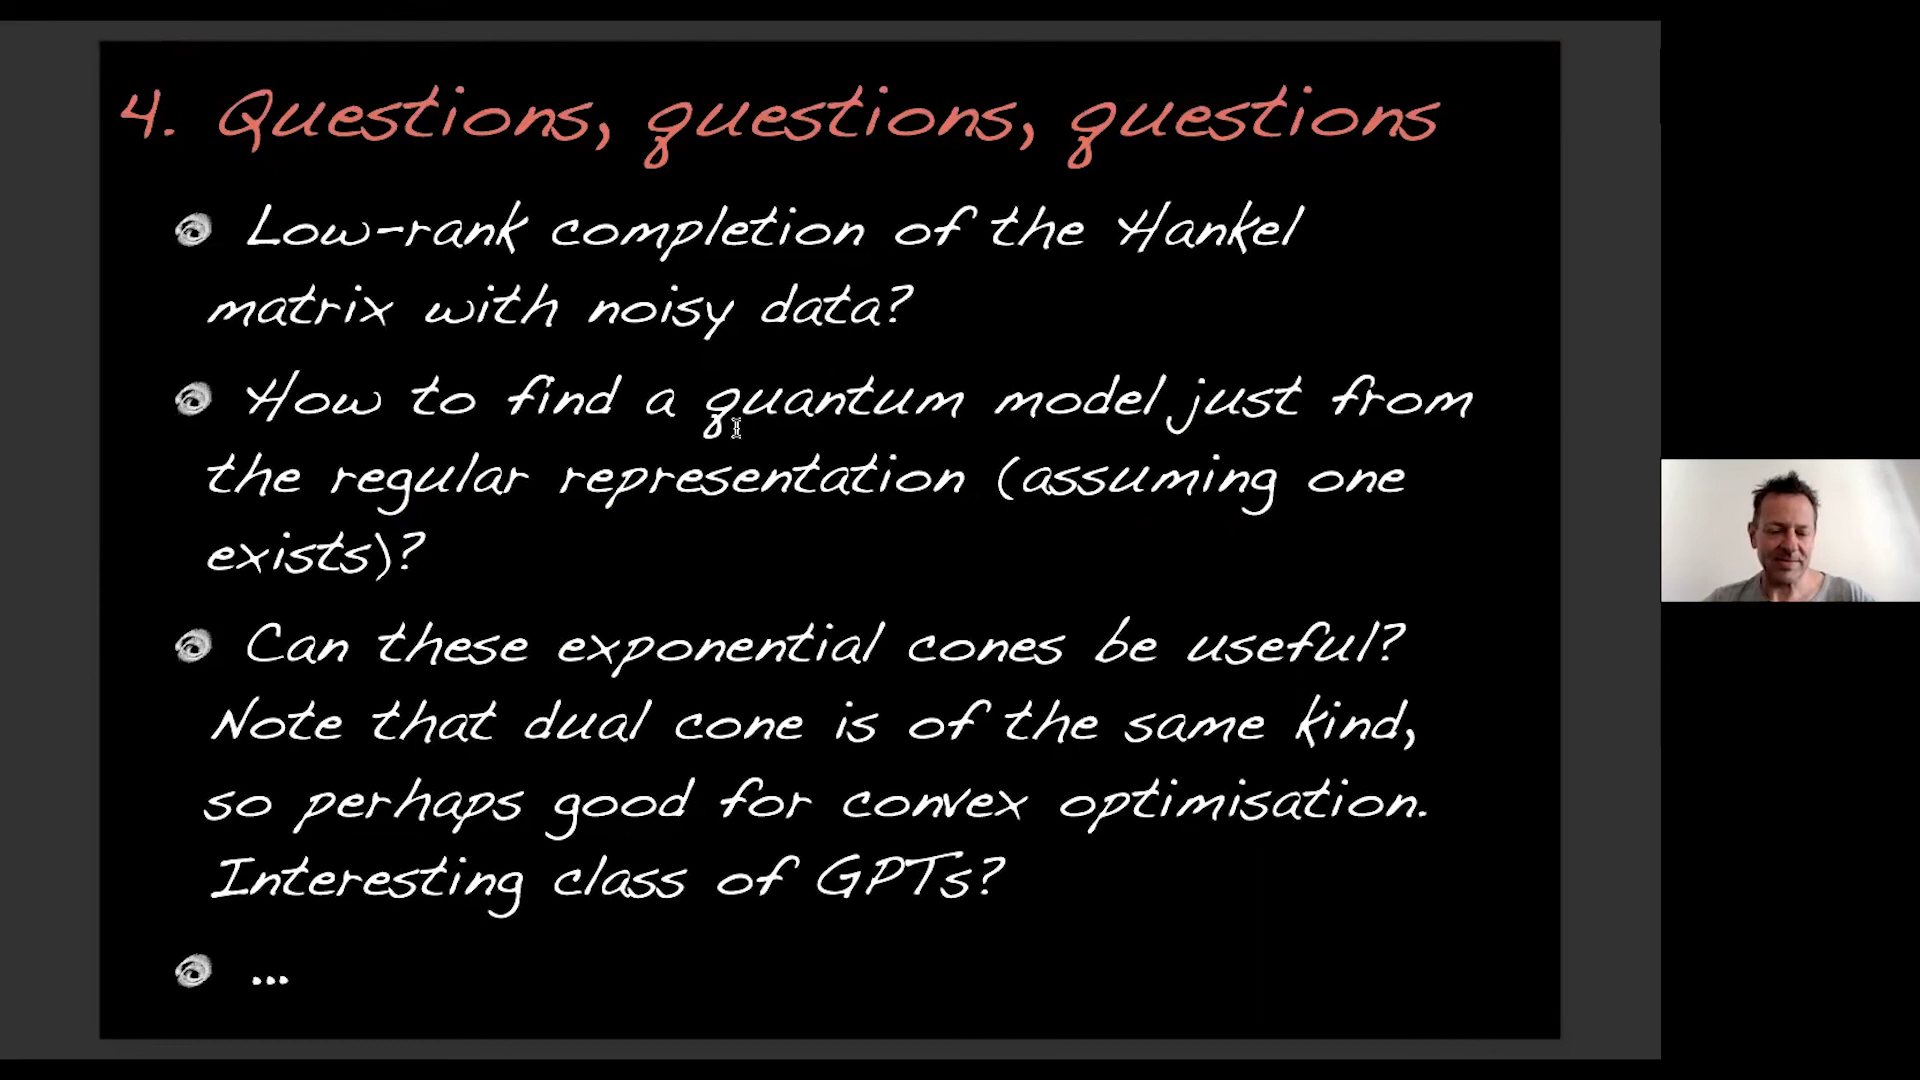 4. Questions, questions, questions
Low-rank completion of the Hankel
matrix with noisy data?
How to find a quantum model just from
the regular representation (assuming one
exists)?
Can these exponential cones be useful?
Note that dual cone is of the same kind,
so perhaps good for convex optimisation.
Interesting class of GPTs?
...